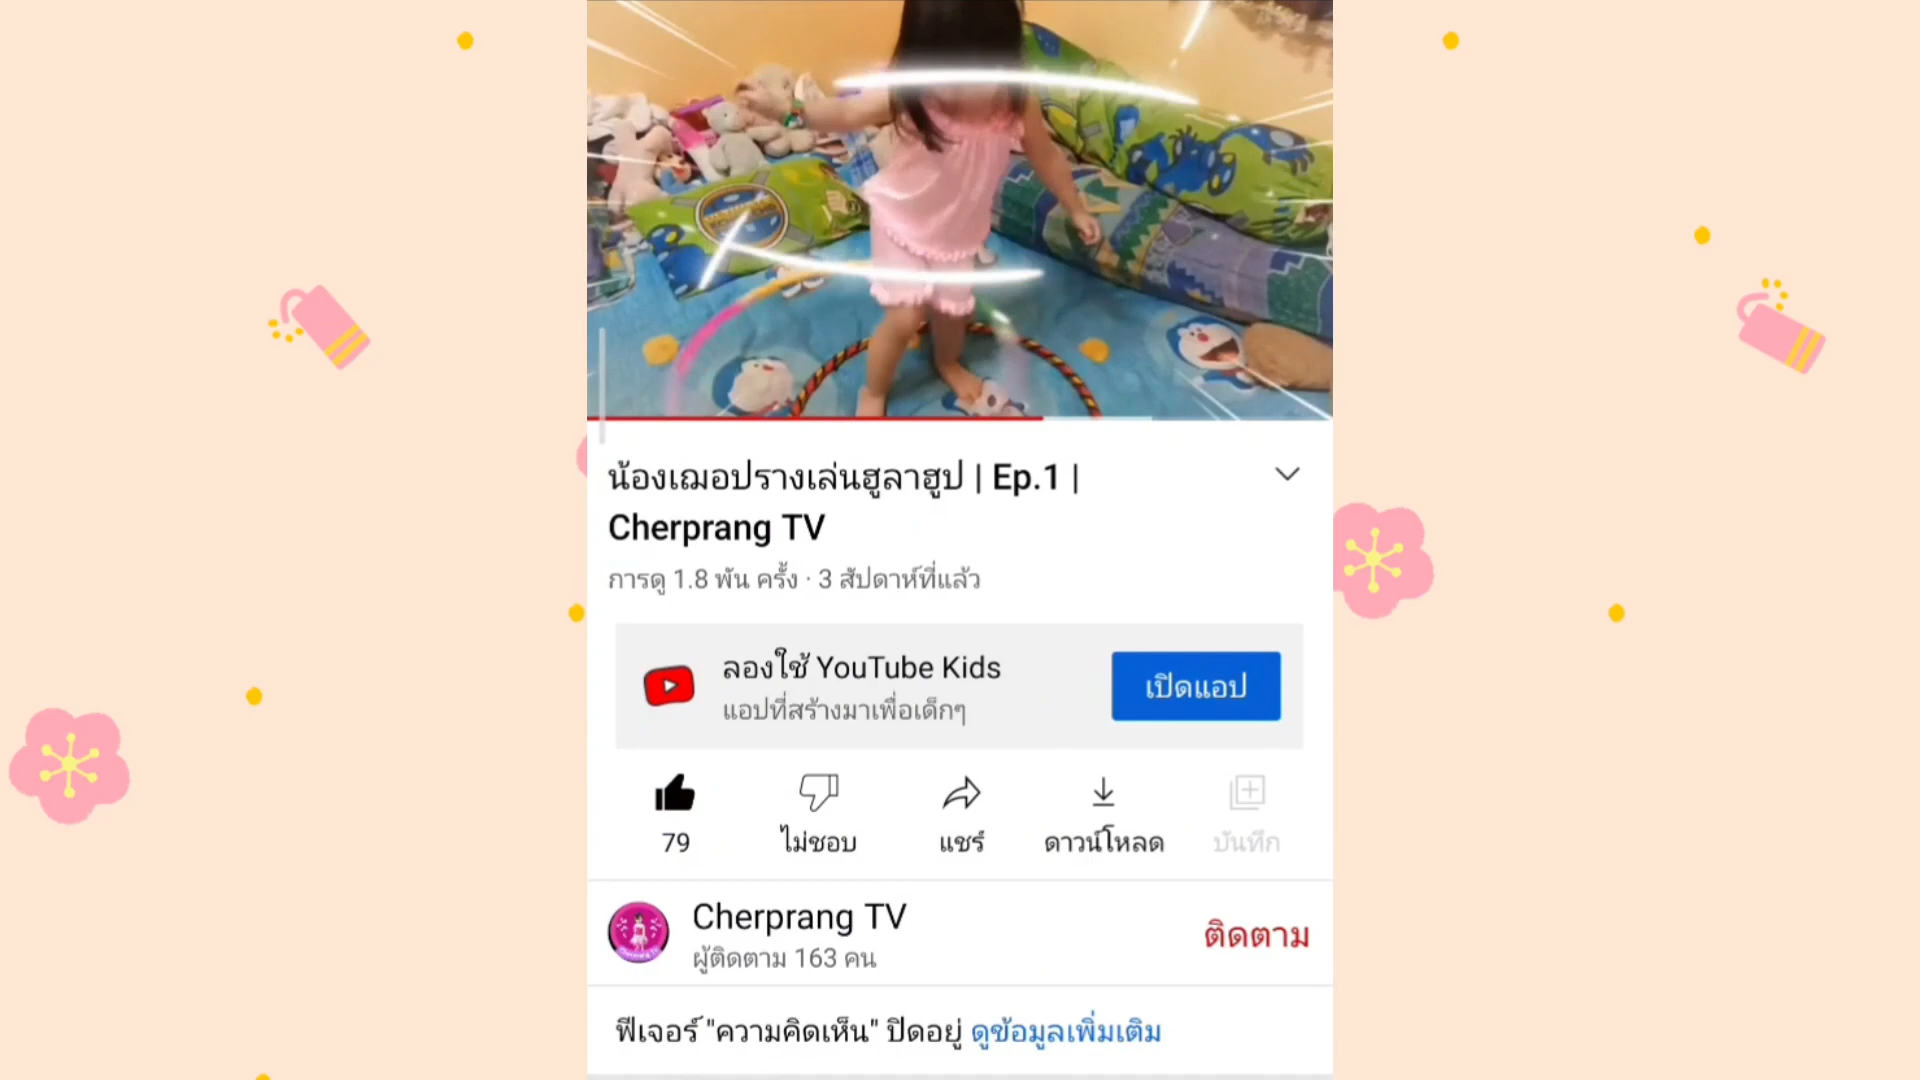 น้องเฌอปรางเล่นฮูลาฮูป | Ep.1 |
Cherprang TV
การดู 1.8 พัน ครั้ง · 3 สัปดาห์ที่แล้ว
ลองใช้ YouTube Kids
แอปที่สร้างมาเพื่อเด็กๆ
เปิดแอป
79
ไม่ชอบ
แชร์
ดาวน์โหลด
บันทึก
Cherprang TV
ผู้ติดตาม 163 คน
ติดตาม
ฟีเจอร์ "ความคิดเห็น" ปิดอยู่ ดูข้อมูลเพิ่มเติม